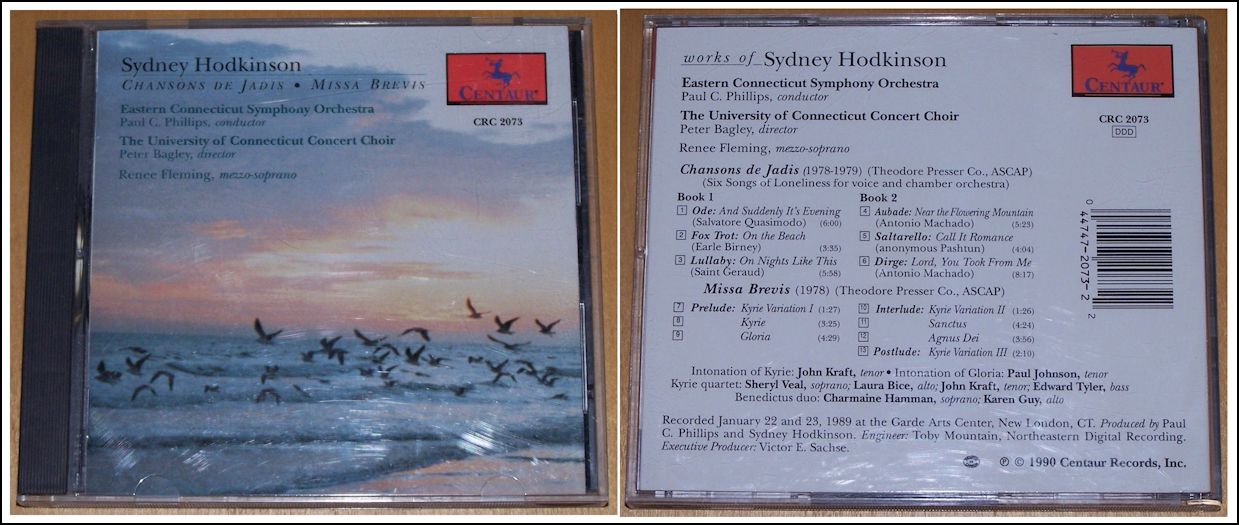 Sydney Hodkinson
CHANSONS DE JADIS • MISSA BREVIS
Eastern Connecticut Symphony Orchestra
Paul C. Phillips, conductor
The University of Connecticut Concert Choir
Peter Bagley, director
Renee Fleming, mezzo-soprano
CENTAUR
CRC 2073
works of Sydney Hodkinson
Eastern Connecticut Symphony Orchestra
Paul C. Phillips, conductor
The University of Connecticut Concert Choir
Peter Bagley, director
Renee Fleming, mezzo-soprano
CENTAUR
CRC 2073
DDD
Chansons de Jadis (1978-1979) (Theodore Presser Co., ASCAP)
(Six Songs of Loneliness for voice and chamber orchestra)
Book 1
1 Ode: And Suddenly It's Evening
(Salvatore Quasimodo) (6:00)
2 Fox Trot: On the Beach
(Earle Birney) (3:35)
3 Lullaby: On Nights Like This
(Saint Geraud) (5:58)
Book 2
4 Aubade: Near the Flowering Mountain
(Antonio Machado) (5:23)
5 Saltarello: Call It Romance
(anonymous Pashtun) (4:04)
6 Dirge: Lord, You Took From Me
(Antonio Machado) (8:17)
Missa Brevis (1978) (Theodore Presser Co., ASCAP)
7 Prelude: Kyrie Variation I (1:27)
8 Kyrie (3:25)
9 Gloria (4:29)
10 Interlude: Kyrie Variation II (1:26)
11 Sanctus (4:24)
12 Agnus Dei (3:56)
13 Postlude: Kyrie Variation III (2:10)
Intonation of Kyrie: John Kraft, tenor • Intonation of Gloria: Paul Johnson, tenor
Kyrie quartet: Sheryl Veal, soprano; Laura Bice, alto; John Kraft, tenor; Edward Tyler, bass
Benedictus duo: Charmaine Hamman, soprano; Karen Guy, alto
Recorded January 22 and 23, 1989 at the Garde Arts Center, New London, CT. Produced by Paul
C. Phillips and Sydney Hodkinson. Engineer: Toby Mountain, Northeastern Digital Recording.
Executive Producer: Victor E. Sachse.
℗ © 1990 Centaur Records, Inc.
0 44747-2073-2 2